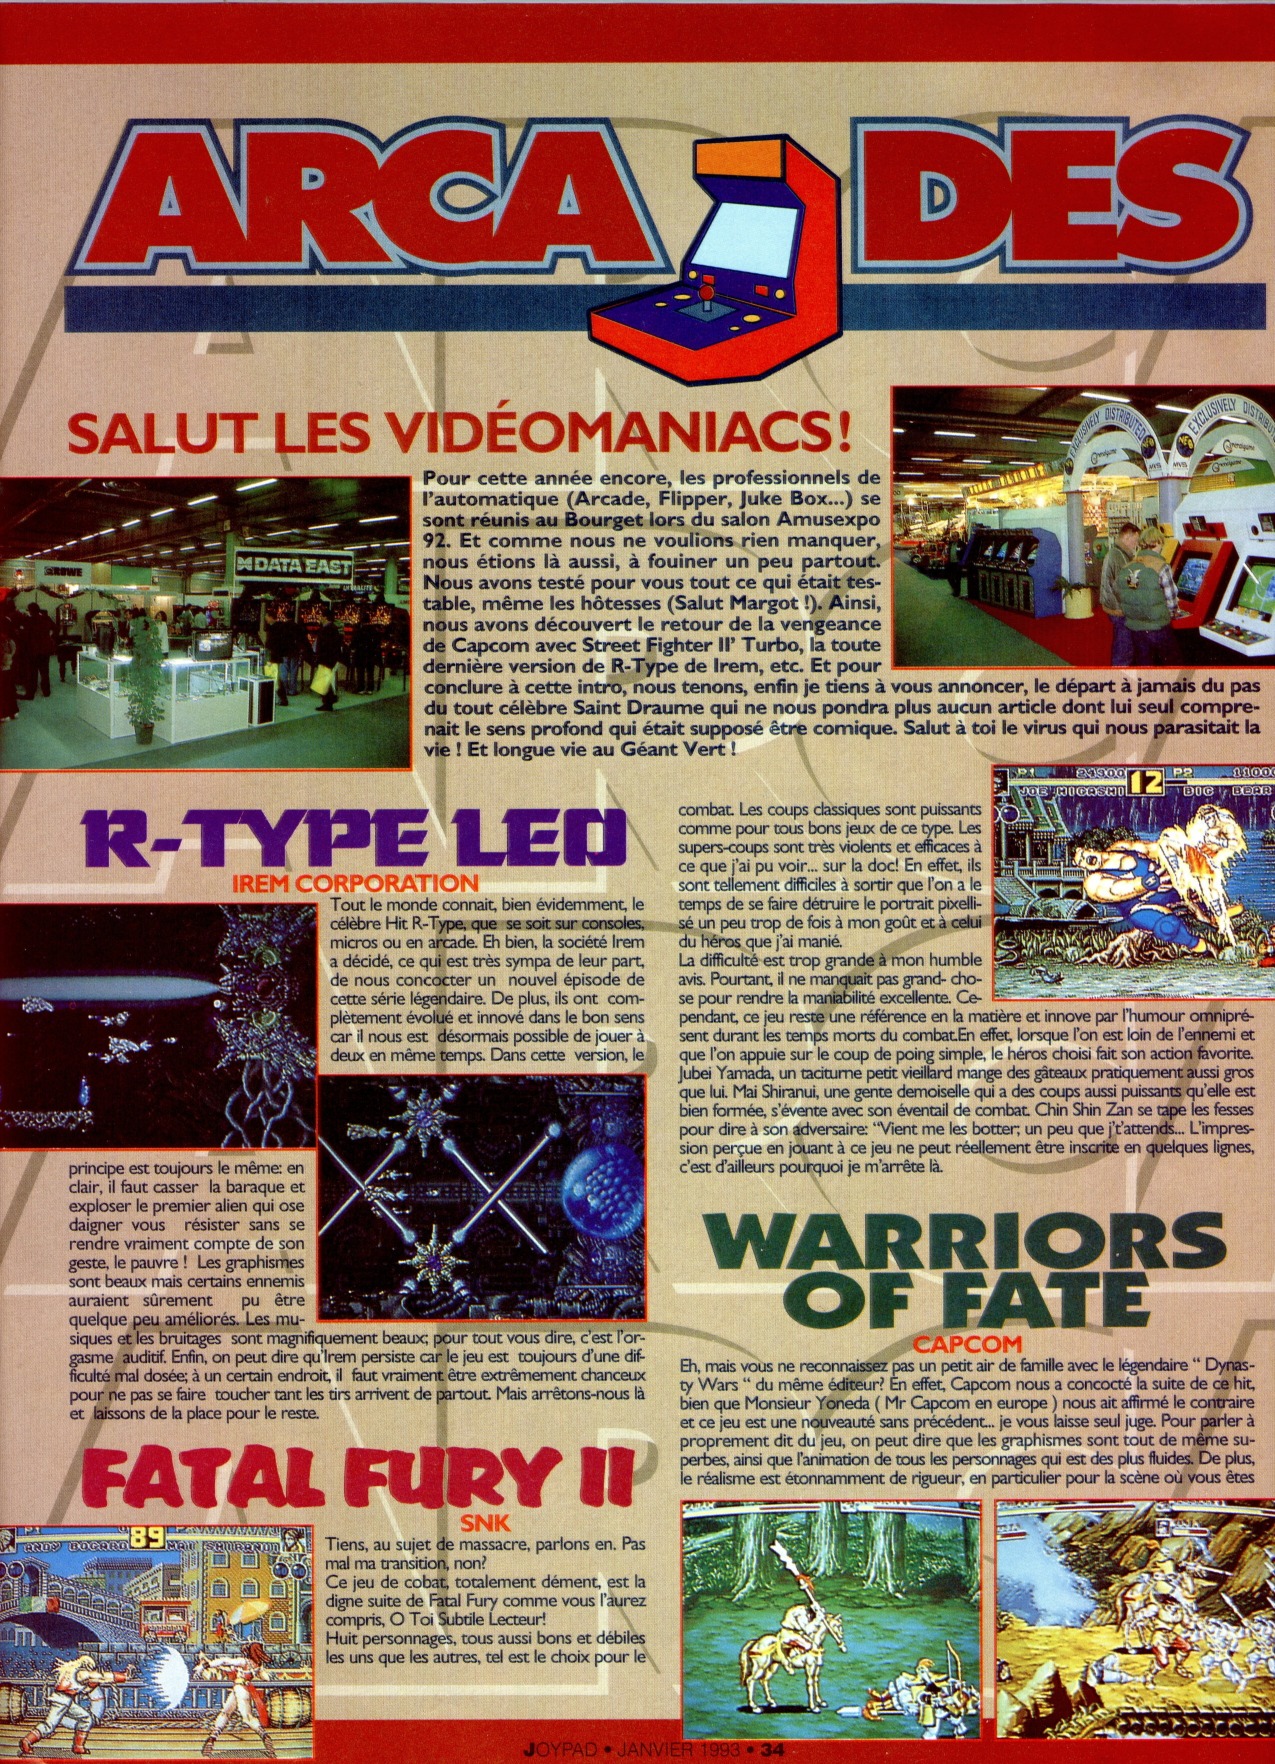 ARCADES
SALUT LES VIDÉOMANIACS!
ROWE
DATA EAST
EXCLUSIVELY DISTRIBUTED
EXCLUSIVELY DISTRIBU
Pour cette année encore, les professionnels de
l'automatique (Arcade, Flipper, Juke Box...) se
sont réunis au Bourget lors du salon Amusexpo
92. Et comme nous ne voulions rien manquer,
nous étions là aussi, à fouiner un peu partout.
Nous avons testé pour vous tout ce qui était tes-
table, même les hôtesses (Salut Margot !). Ainsi,
nous avons découvert le retour de la vengeance
de Capcom avec Street Fighter II' Turbo, la toute
dernière version de R-Type de Irem, etc. Et pour
conclure à cette intro, nous tenons, enfin je tiens à vous annoncer, le départ à jamais du pas
du tout célèbre Saint Draume qui ne nous pondra plus aucun article dont lui seul compre-
nait le sens profond qui était supposé être comique. Salut à toi le virus qui nous parasitait la
vie ! Et longue vie au Géant Vert !
R-TYPE LEO
IREM CORPORATION
Tout le monde connait, bien évidemment, le
célèbre Hit R-Type, que se soit sur consoles,
micros ou en arcade. Eh bien, la société Irem
a décidé, ce qui est très sympa de leur part,
de nous concocter un nouvel épisode de
cette série légendaire. De plus, ils ont com-
plètement évolué et innové dans le bon sens
car il nous est désormais possible de jouer à
deux en même temps. Dans cette version, le
principe est toujours le même: en
clair, il faut casser la baraque et
exploser le premier alien qui ose
daigner vous résister sans se
rendre vraiment compte de son
geste, le pauvre ! Les graphismes
sont beaux mais certains ennemis
auraient sûrement pu être
quelque peu améliorés. Les mu-
siques et les bruitages sont magnifiquement beaux; pour tout vous dire, c'est l'or-
gasme auditif. Enfin, on peut dire qu'Irem persiste car le jeu est toujours d'une dif-
ficulté mal dosée; à un certain endroit, il faut vraiment être extrêmement chanceux
pour ne pas se faire toucher tant les tirs arrivent de partout. Mais arrêtons-nous là
et laissons de la place pour le reste.
FATAL FURY II
SNK
89
ANDY BOGARD MAI SHIRANUI
Tiens, au sujet de massacre, parlons en. Pas
mal ma transition, non?
Ce jeu de cobat, totalement dément, est la
digne suite de Fatal Fury comme vous l'aurez
compris, O Toi Subtile Lecteur!
Huit personnages, tous aussi bons et débiles
les uns que les autres, tel est le choix pour le
combat. Les coups classiques sont puissants
comme pour tous bons jeux de ce type. Les
supers-coups sont très violents et efficaces à
ce que j'ai pu voir... sur la doc! En effet, ils
sont tellement difficiles à sortir que l'on a le
temps de se faire détruire le portrait pixelli-
sé un peu trop de fois à mon goût et à celui
du héros que j'ai manié.
La difficulté est trop grande à mon humble
avis. Pourtant, il ne manquait pas grand- cho-
se pour rendre la maniabilité excellente. Ce-
pendant, ce jeu reste une référence en la matière et innove par l'humour omnipré-
sent durant les temps morts du combat.En effet, lorsque l'on est loin de l'ennemi et
que l'on appuie sur le coup de poing simple, le héros choisi fait son action favorite.
Jubei Yamada, un taciturne petit vieillard mange des gâteaux pratiquement aussi gros
que lui. Mai Shiranui, une gente demoiselle qui a des coups aussi puissants qu'elle est
bien formée, s'évente avec son éventail de combat. Chin Shin Zan se tape les fesses
pour dire à son adversaire: "Vient me les botter; un peu que j't'attends... L'impres-
sion perçue en jouant à ce jeu ne peut réellement être inscrite en quelques lignes,
c'est d'ailleurs pourquoi je m'arrête là.
P1 24900 12 P2 11000
JOE HIGASHI BIG BEAR
WARRIORS
OF FATE
CAPCOM
Eh, mais vous ne reconnaissez pas un petit air de famille avec le légendaire " Dynas-
ty Wars " du même éditeur? En effet, Capcom nous a concocté la suite de ce hit,
bien que Monsieur Yoneda ( Mr Capcom en europe ) nous ait affirmé le contraire
et ce jeu est une nouveauté sans précédent... je vous laisse seul juge. Pour parler à
proprement dit du jeu, on peut dire que les graphismes sont tout de même su-
perbes, ainsi que l'animation de tous les personnages qui est des plus fluides. De plus,
le réalisme est étonnamment de rigueur, en particulier pour la scène où vous êtes
JOYPAD • JANVIER 1993 • 34